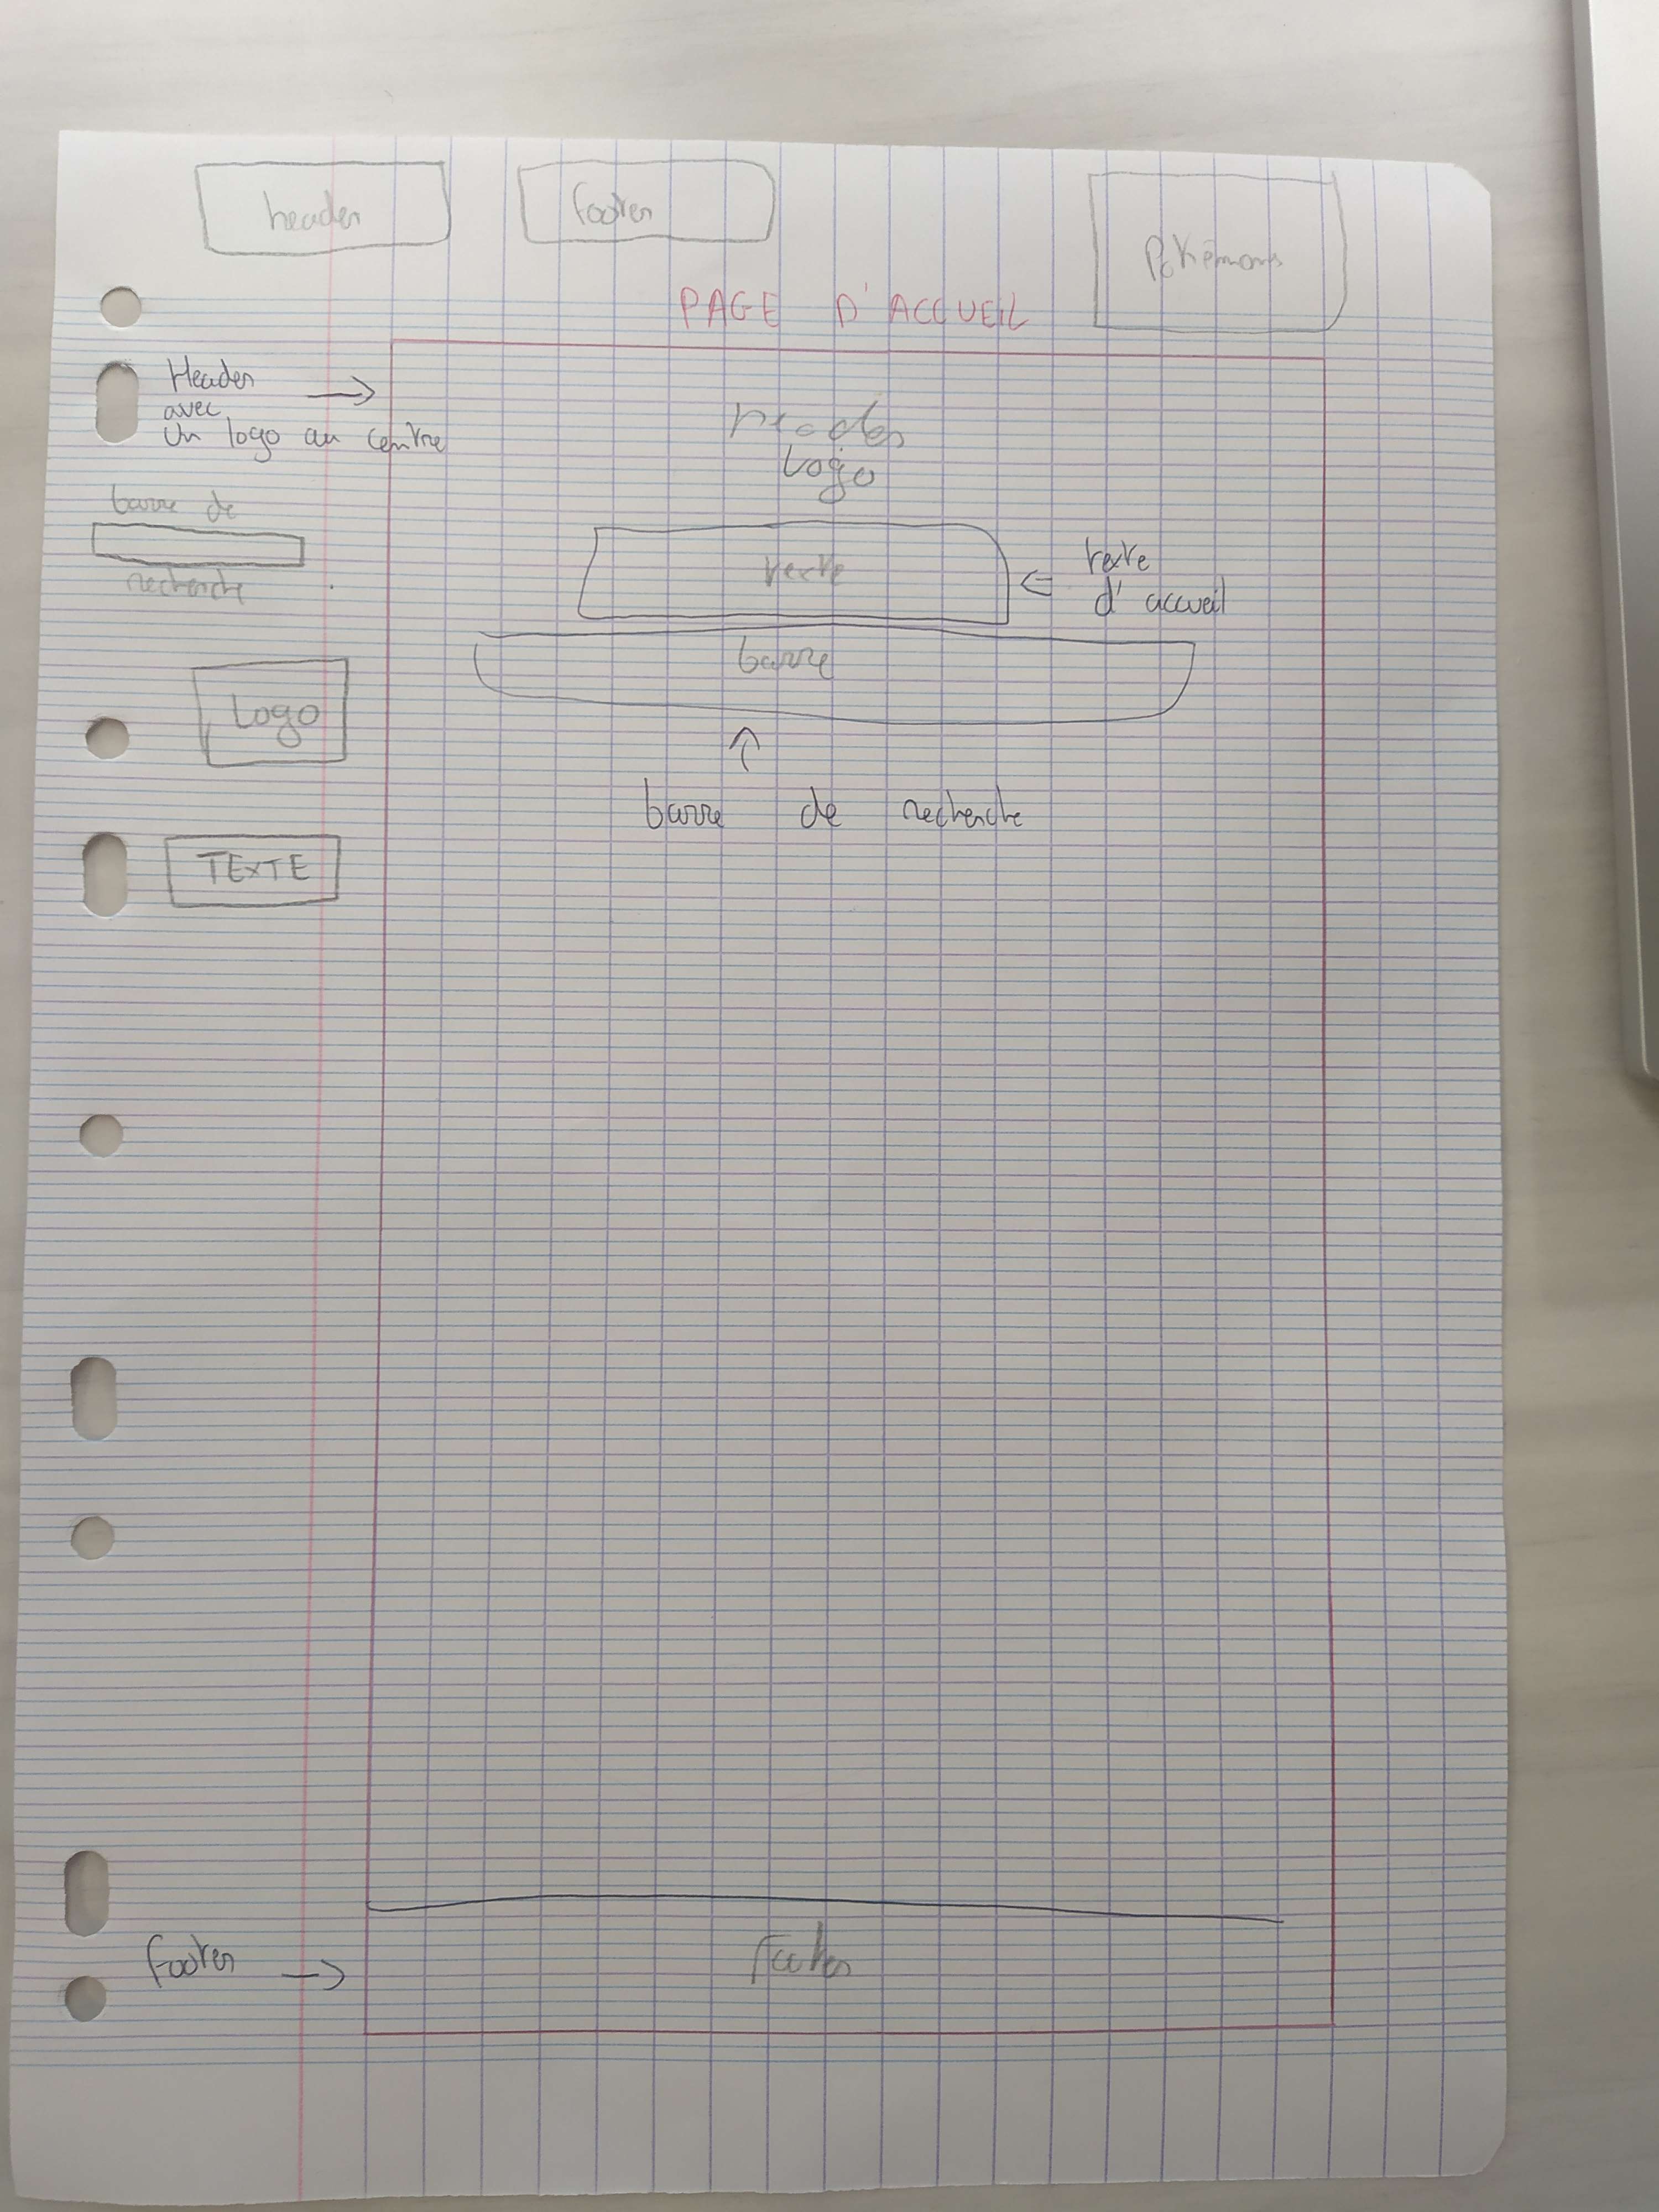 header
footer
Pokémons
PAGE D'ACCUEIL
Header
avec
Un logo au centre
header
Logo
barre de
recherche
texte
texte
d'accueil
barre
Logo
barre de recherche
TEXTE
Footer
Footer